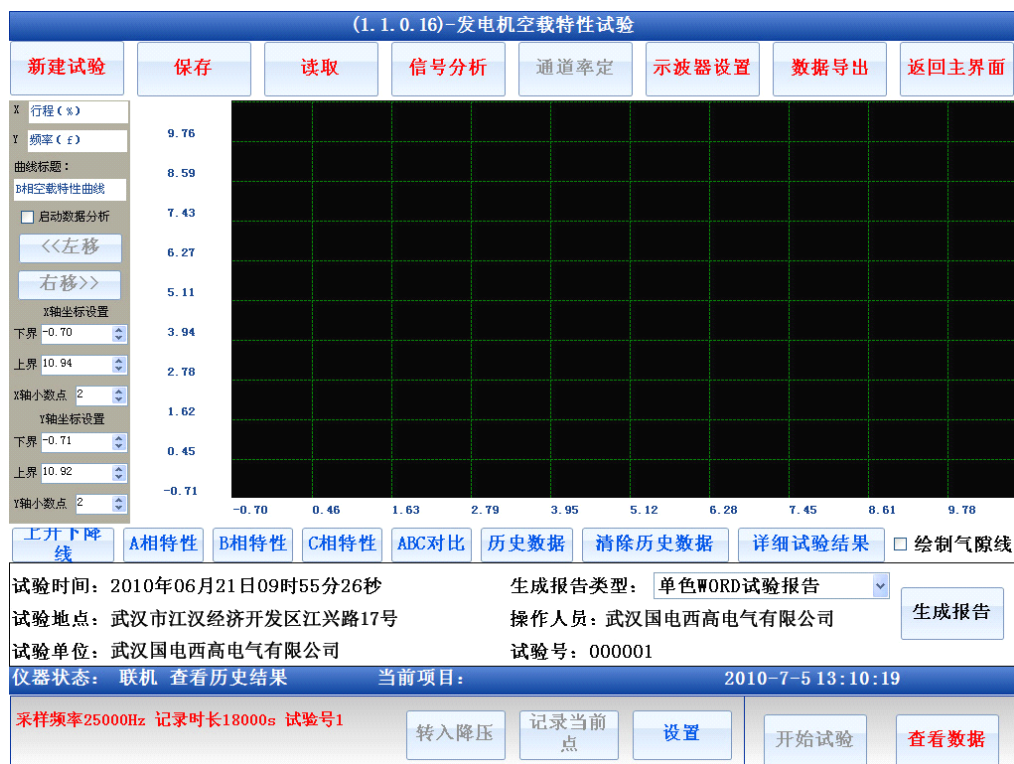 (1.1.0.16)-发电机空载特性试验
新建试验 保存 读取 信号分析 通道率定 示波器设置 数据导出 返回主界面
X 行程(%)
Y 频率(f)
曲线标题：
B相空载特性曲线
启动数据分析
<<左移
右移>>
X轴坐标设置
下界 -0.70
上界 10.94
X轴小数点 2
Y轴坐标设置
下界 -0.71
上界 10.92
Y轴小数点 2
9.76
8.59
7.43
6.27
5.11
3.94
2.78
1.62
0.45
-0.71
-0.70 0.46 1.63 2.79 3.95 5.12 6.28 7.45 8.61 9.78
上升下降
线
A相特性 B相特性 C相特性 ABC对比 历史数据 清除历史数据 详细试验结果 绘制气隙线
试验时间：2010年06月21日09时55分26秒 生成报告类型： 单色WORD试验报告
试验地点：武汉市江汉经济开发区江兴路17号 操作人员：武汉国电西高电气有限公司
生成报告
试验单位：武汉国电西高电气有限公司 试验号：000001
仪器状态： 联机 查看历史结果 当前项目： 2010-7-5 13:10:19
采样频率25000Hz 记录时长18000s 试验号1
转入降压
记录当前
点
设置 开始试验 查看数据